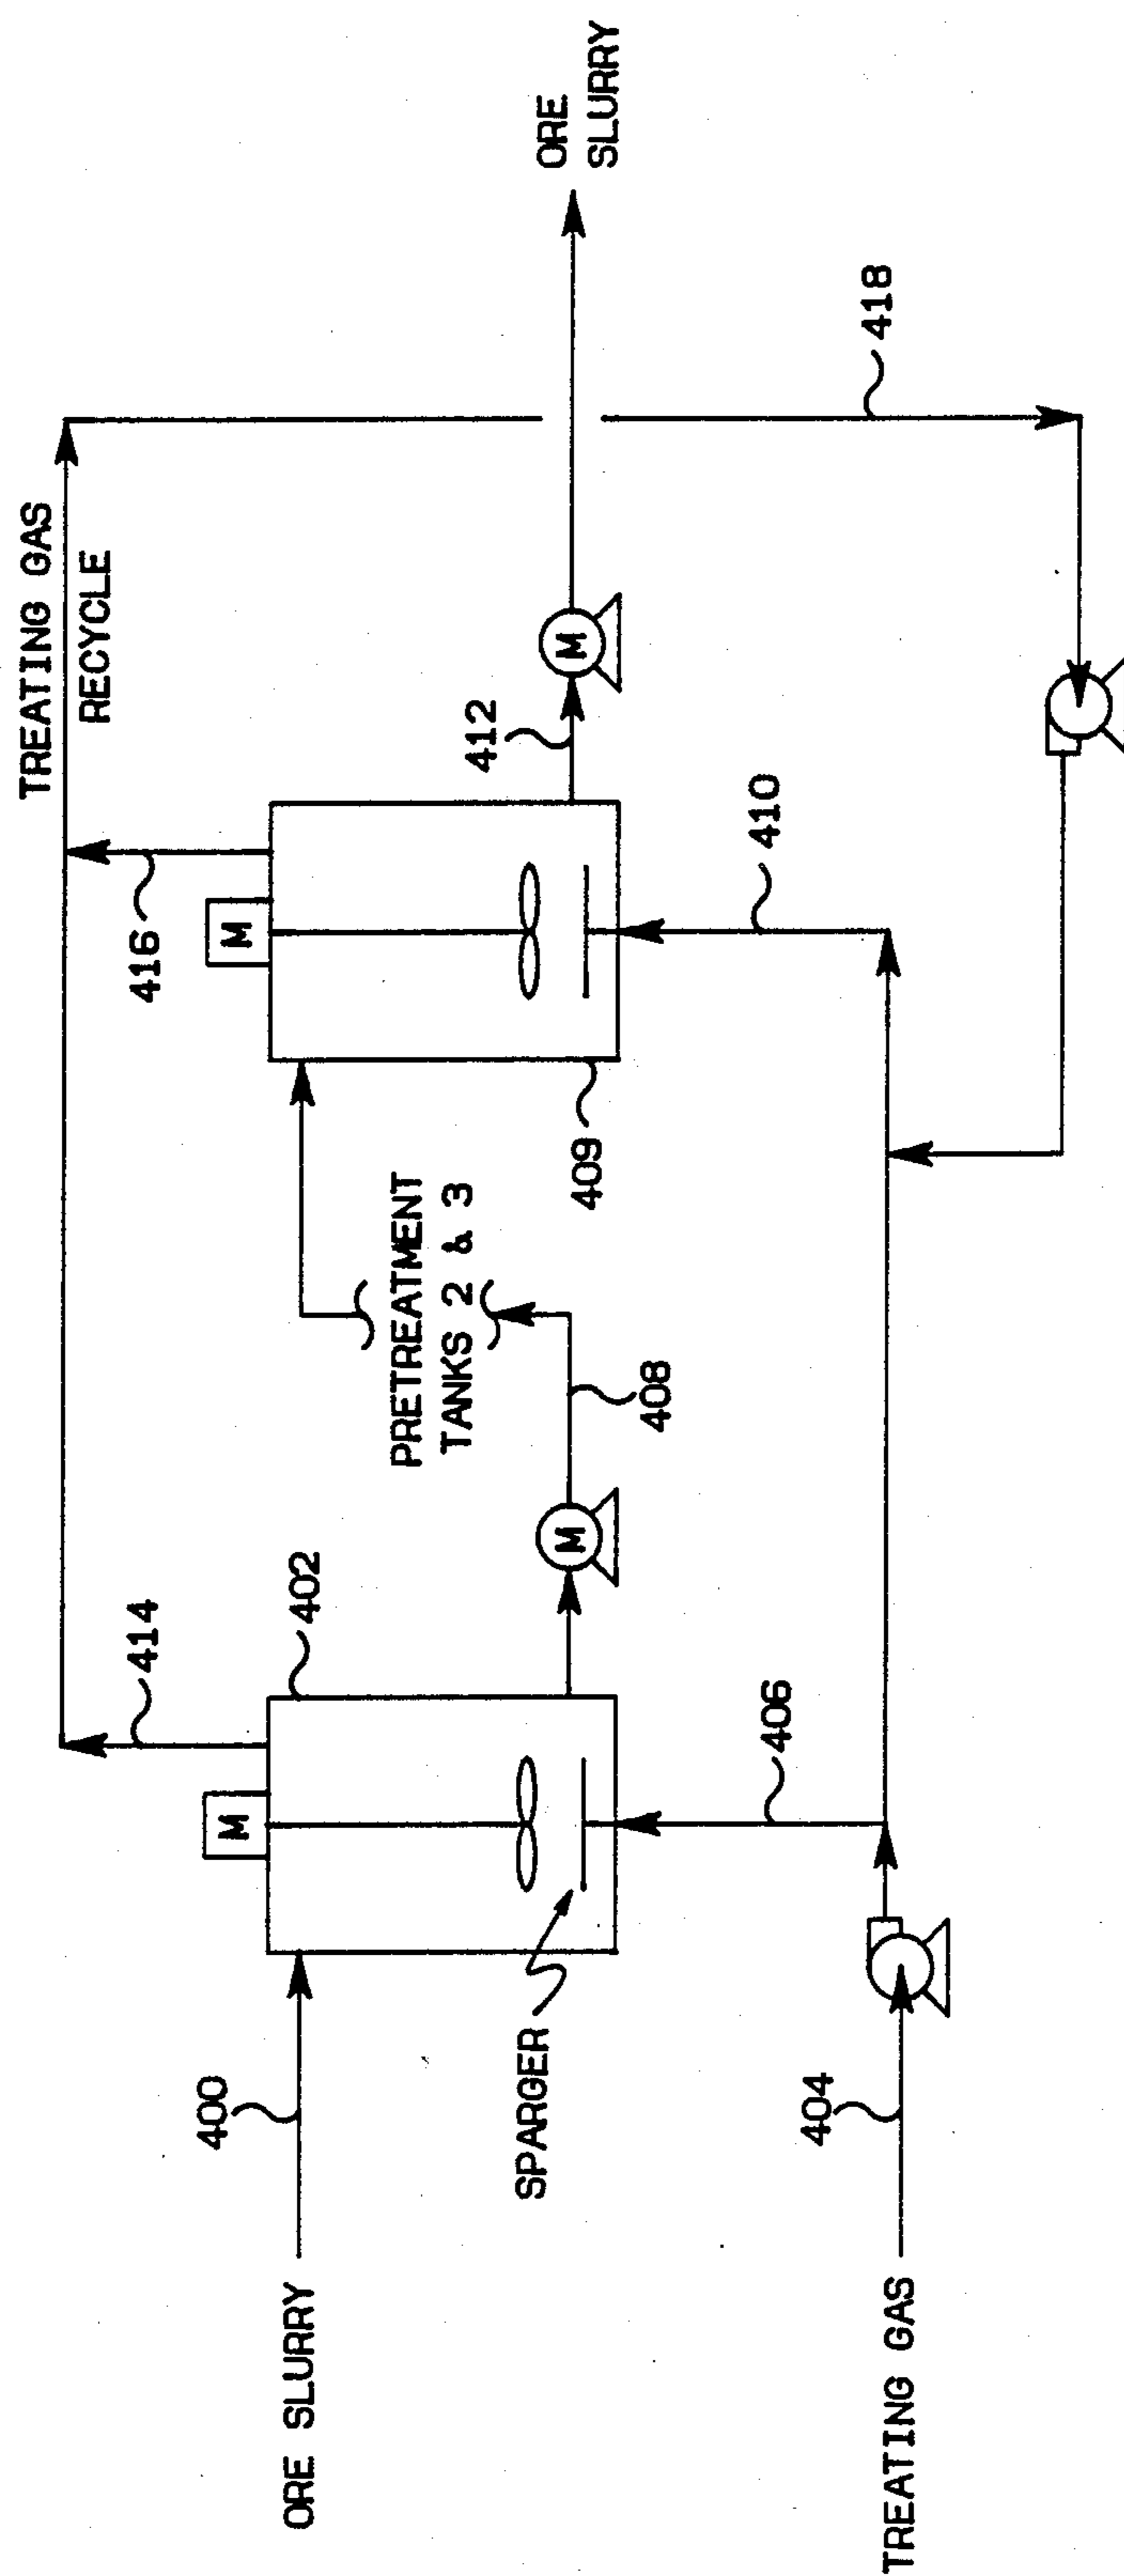 TREATING GAS
RECYCLE
414
416
M
M
402
400
ORE SLURRY
PRETREATMENT
TANKS 2 & 3
412
ORE
SLURRY
M
M
SPARGER
408
409
406
410
418
404
TREATING GAS